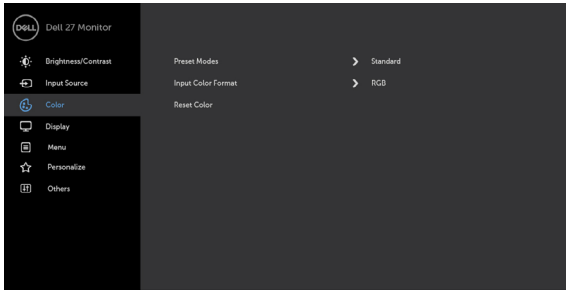 DELL Dell 27 Monitor
Brightness/Contrast
Input Source
Color
Display
Menu
Personalize
Others
Preset Modes Standard
Input Color Format RGB
Reset Color